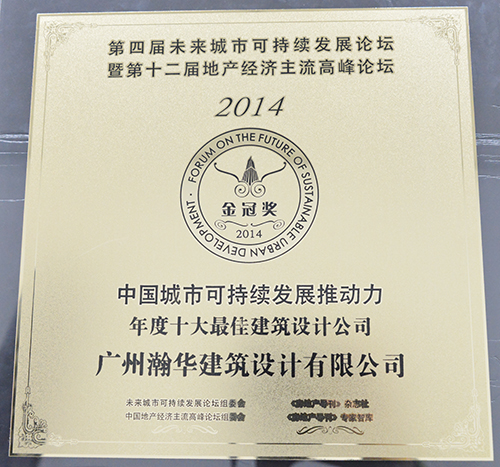 第四届未来城市可持续发展论坛
暨第十二届地产经济主流高峰论坛
2014
FORUM ON THE FUTURE OF SUSTAINABLE URBAN DEVELOPMENT
金冠奖
2014
中国城市可持续发展推动力
年度十大最佳建筑设计公司
广州瀚华建筑设计有限公司
未来城市可持续发展论坛组委会 《房地产导刊》杂志社
中国地产经济主流高峰论坛组委会 《房地产导刊》专家智库